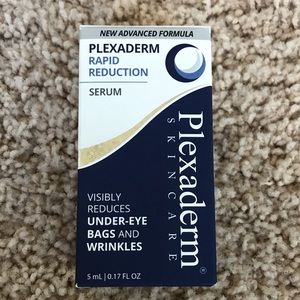 NEW ADVANCED FORMULA
PLEXADERM
RAPID
REDUCTION
SERUM
Plexaderm®
SKINCARE
VISIBLY
REDUCES
UNDER-EYE
BAGS AND
WRINKLES
5 mL | 0.17 FL OZ